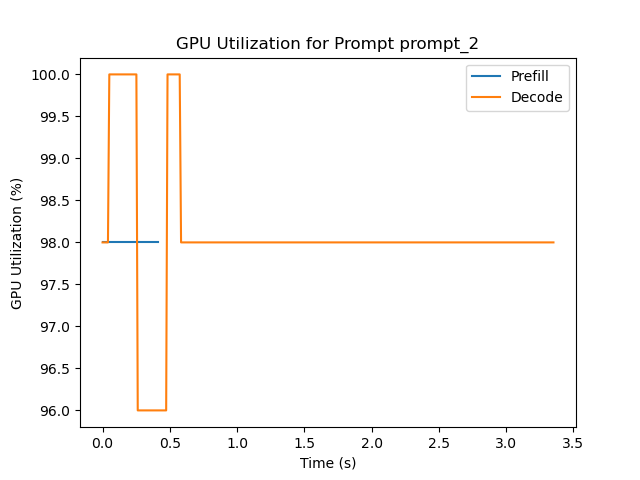 GPU Utilization for Prompt prompt_2
Prefill
Decode
GPU Utilization (%)
100.0
99.5
99.0
98.5
98.0
97.5
97.0
96.5
96.0
0.0 0.5 1.0 1.5 2.0 2.5 3.0 3.5
Time (s)